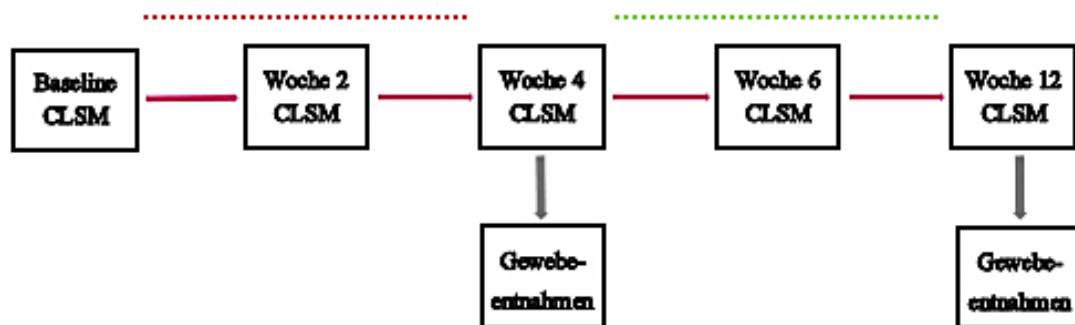 Baseline
CLSM
Woche 2
CLSM
Woche 4
CLSM
Woche 6
CLSM
Woche 12
CLSM
Gewebe-
entnahmen
Gewebe-
entnahmen